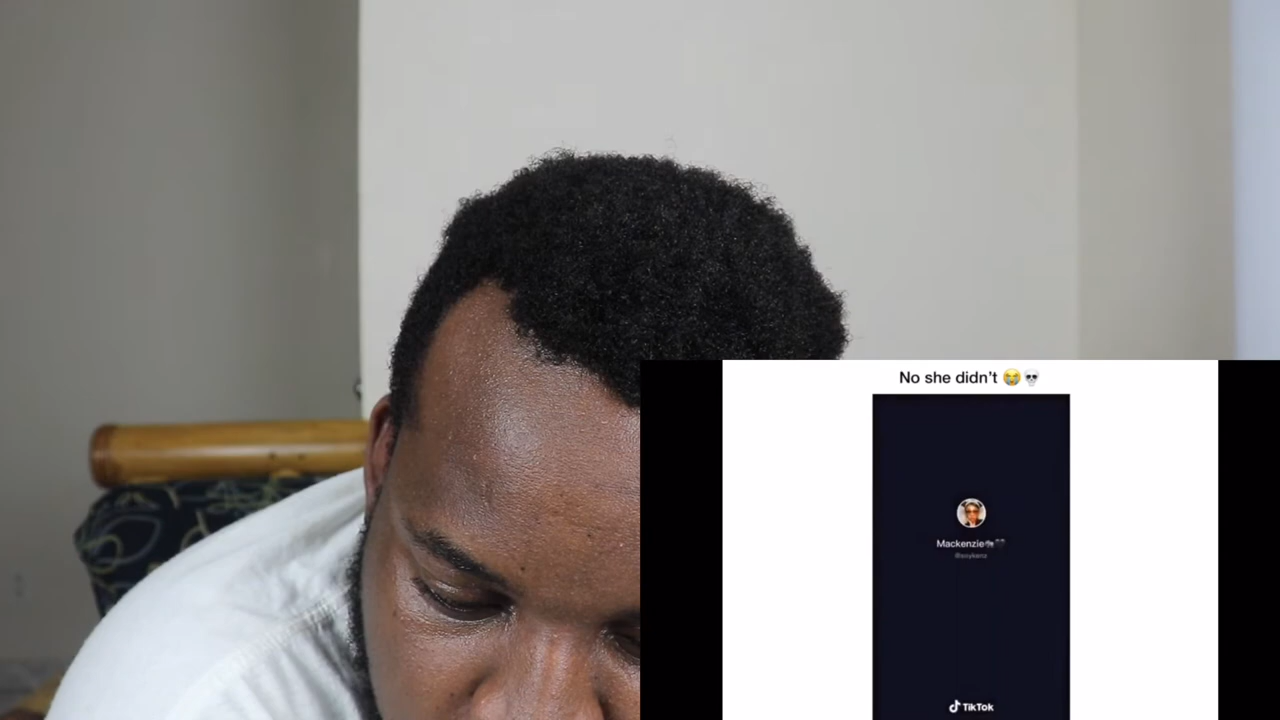 No she didn't 😭💀
Mackenzie🦓🖤
TikTok